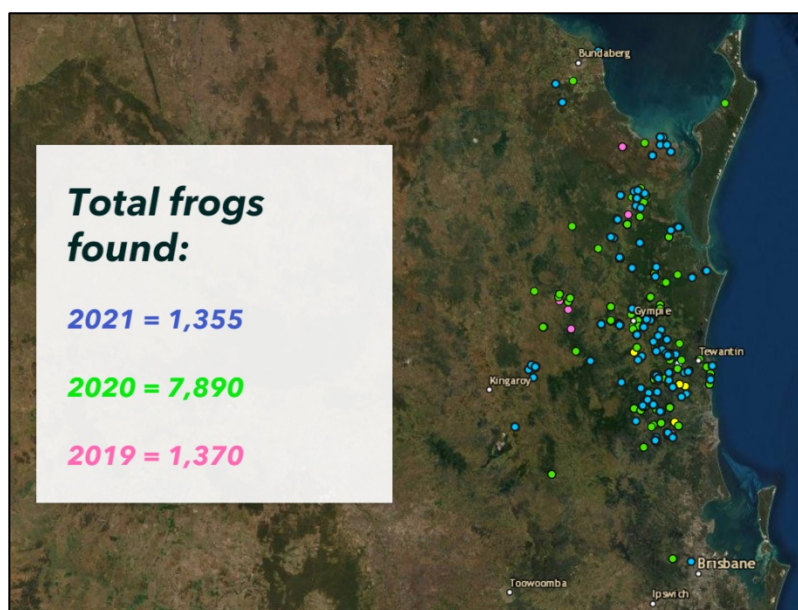 Total frogs
found:
2021 = 1,355
2020 = 7,890
2019 = 1,370
Bundaberg
Gympie
Tewantin
Kingaroy
Brisbane
Toowoomba
Ipswich